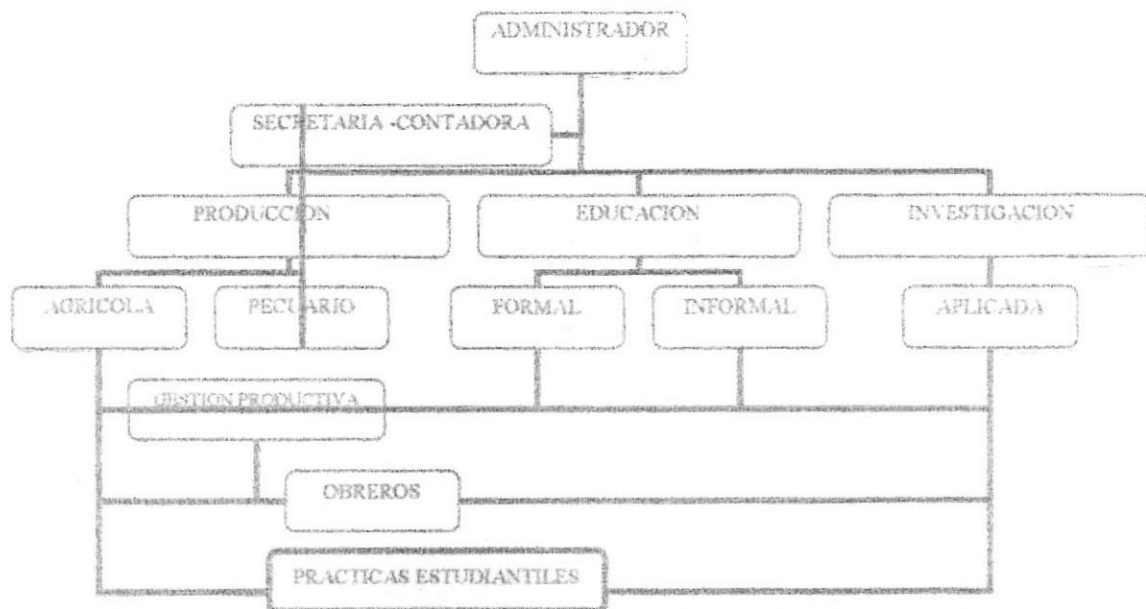 ADMINISTRADOR
SECRETARIA -CONTADORA
PRODUCCION
EDUCACION
INVESTIGACION
AGRICOLA
PECUARIO
FORMAL
INFORMAL
APLICADA
GESTION PRODUCTIVA
OBREROS
PRACTICAS ESTUDIANTILES